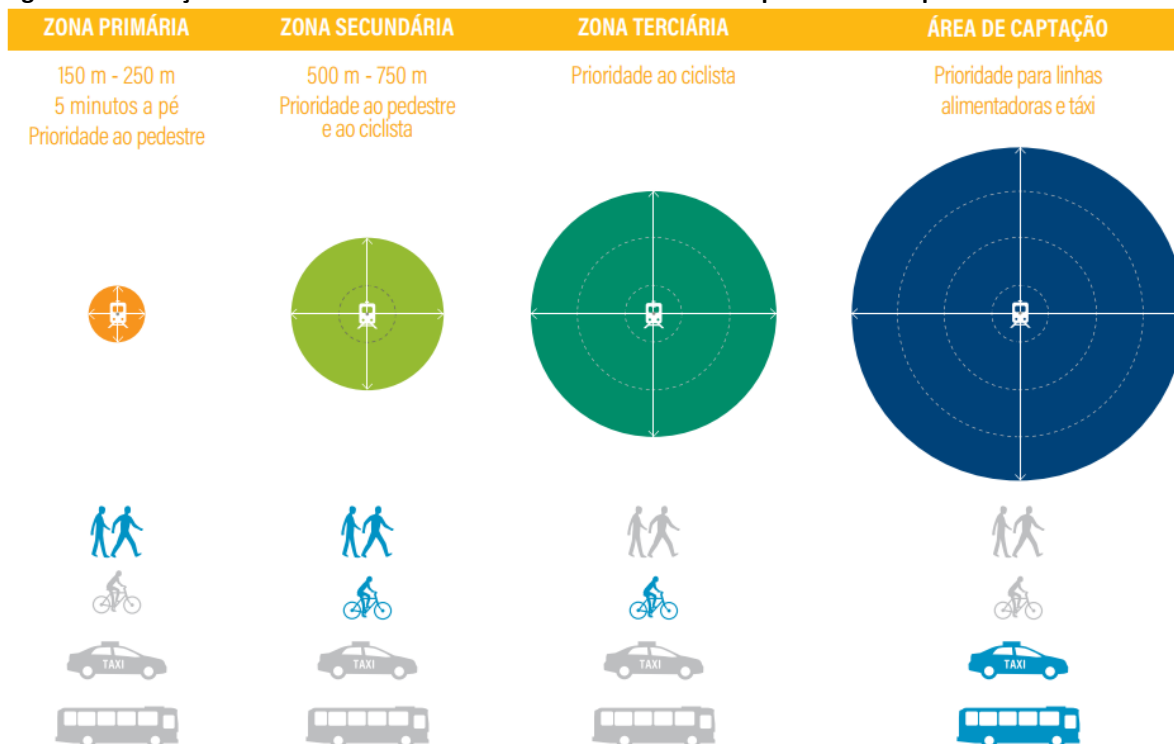 ZONA PRIMÁRIA
150 m - 250 m
5 minutos a pé
Prioridade ao pedestre
ZONA SECUNDÁRIA
500 m - 750 m
Prioridade ao pedestre
e ao ciclista
ZONA TERCIÁRIA
Prioridade ao ciclista
ÁREA DE CAPTAÇÃO
Prioridade para linhas
alimentadoras e táxi
TAXI
TAXI
TAXI
TAXI